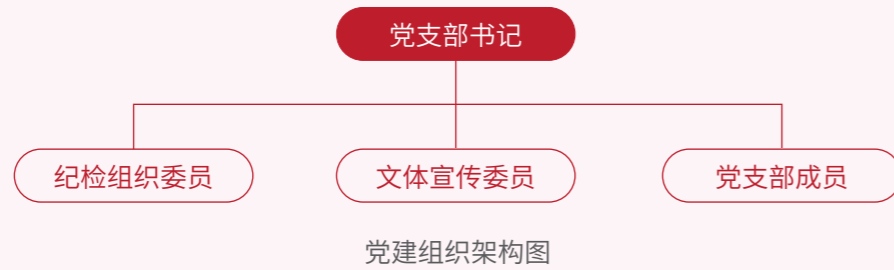 党支部书记
纪检组织委员
文体宣传委员
党支部成员
党建组织架构图